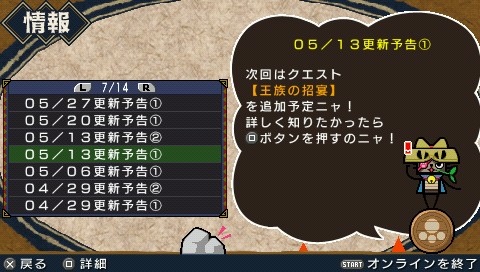 情報
L 7/14 R
05/27更新予告①
05/20更新予告①
05/13更新予告②
05/13更新予告①
05/06更新予告①
04/29更新予告②
04/29更新予告①
05/13更新予告①
次回はクエスト
【王族の招宴】
を追加予定ニャ!
詳しく知りたかったら
□ボタンを押すのニャ!
×戻る □詳細
START オンラインを終了